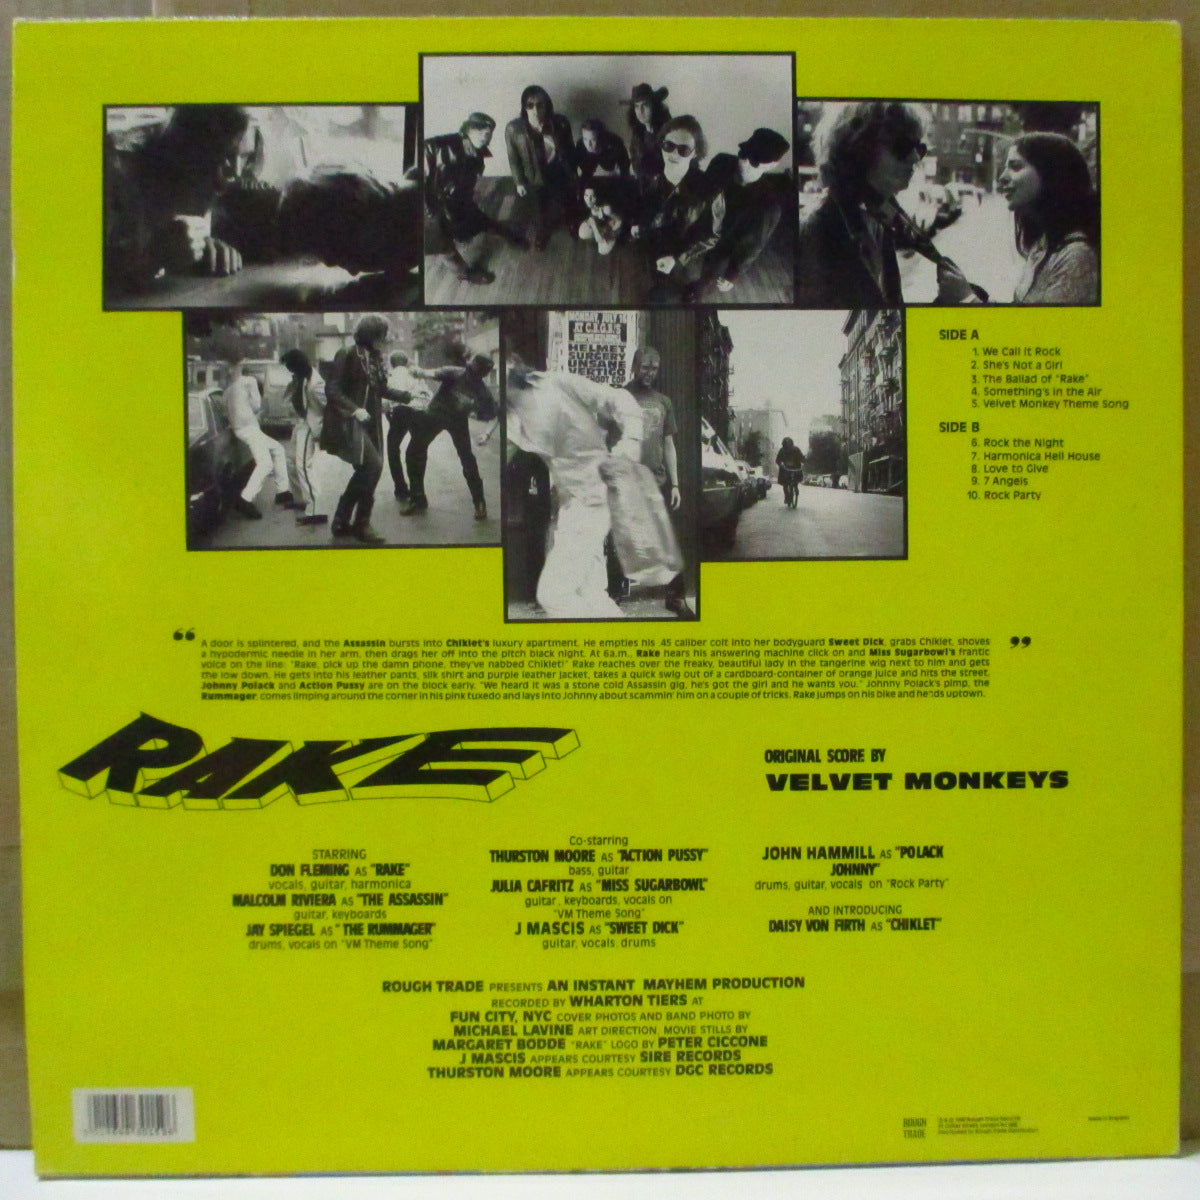 MONDAY, JULY 16
AT C.B.G.B.'S
HELMET
SURGERY
UNSANE
VERTIGO
SIDE A
1. We Call it Rock
2. She's Not a Girl
3. The Ballad of "Rake"
4. Something's in the Air
5. Velvet Monkey Theme Song
SIDE B
6. Rock the Night
7. Harmonica Hell House
8. Love to Give
9. 7 Angels
10. Rock Party
“ A door is splintered, and the Assassin bursts into Chiklet's luxury apartment. He empties his .45 caliber colt into her bodyguard Sweet Dick, grabs Chiklet, shoves ”
a hypodermic needle in her arm, then drags her off into the pitch black night. At 6a.m., Rake hears his answering machine click on and Miss Sugarbowl's frantic
voice on the line: "Rake, pick up the damn phone, they've nabbed Chiklet!" Rake reaches over the freaky, beautiful lady in the tangerine wig next to him and gets
the low down. He gets into his leather pants, silk shirt and purple leather jacket, takes a quick swig out of a cardboard-container of orange juice and hits the street.
Johnny Polack and Action Pussy are on the block early. "We heard it was a stone cold Assassin gig, he's got the girl and he wants you." Johnny Polack's pimp, the
Rummager, comes limping around the corner in his pink tuxedo and lays into Johnny about scammin' him on a couple of tricks. Rake jumps on his bike and heads uptown.
RAKE
ORIGINAL SCORE BY
VELVET MONKEYS
STARRING
DON FLEMING AS "RAKE"
vocals, guitar, harmonica
MALCOLM RIVIERA AS "THE ASSASSIN"
guitar, keyboards
JAY SPIEGEL AS "THE RUMMAGER"
drums, vocals on "VM Theme Song"
Co-starring
THURSTON MOORE AS "ACTION PUSSY"
bass, guitar
JULIA CAFRITZ AS "MISS SUGARBOWL"
guitar, keyboards, vocals on
"VM Theme Song"
J MASCIS AS "SWEET DICK"
guitar, vocals, drums
JOHN HAMMILL AS "POLACK
JOHNNY"
drums, guitar, vocals on "Rock Party"
AND INTRODUCING
DAISY VON FIRTH AS "CHIKLET"
ROUGH TRADE PRESENTS AN INSTANT MAYHEM PRODUCTION
RECORDED BY WHARTON TIERS AT
FUN CITY, NYC COVER PHOTOS AND BAND PHOTO BY
MICHAEL LAVINE ART DIRECTION, MOVIE STILLS BY
MARGARET BODDE "RAKE" LOGO BY PETER CICCONE
J MASCIS APPEARS COURTESY SIRE RECORDS
THURSTON MOORE APPEARS COURTESY DGC RECORDS
ROUGH
TRADE